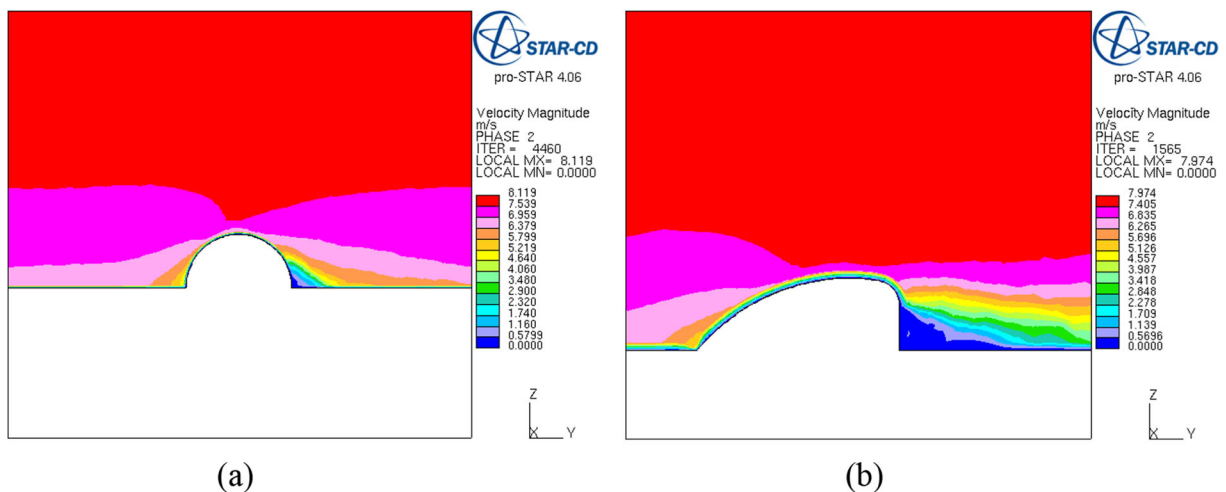 STAR-CD
pro-STAR 4.06
Velocity Magnitude
m/s
PHASE 2
ITER = 4460
LOCAL MX= 8.119
LOCAL MN= 0.0000
8.119
7.539
6.959
6.379
5.799
5.219
4.640
4.060
3.480
2.900
2.320
1.740
1.160
0.5799
0.0000
Z
X
Y
(a)
STAR-CD
pro-STAR 4.06
Velocity Magnitude
m/s
PHASE 2
ITER = 1565
LOCAL MX= 7.974
LOCAL MN= 0.0000
7.974
7.405
6.835
6.265
5.696
5.126
4.557
3.987
3.418
2.848
2.278
1.709
1.139
0.5696
0.0000
Z
X
Y
(b)